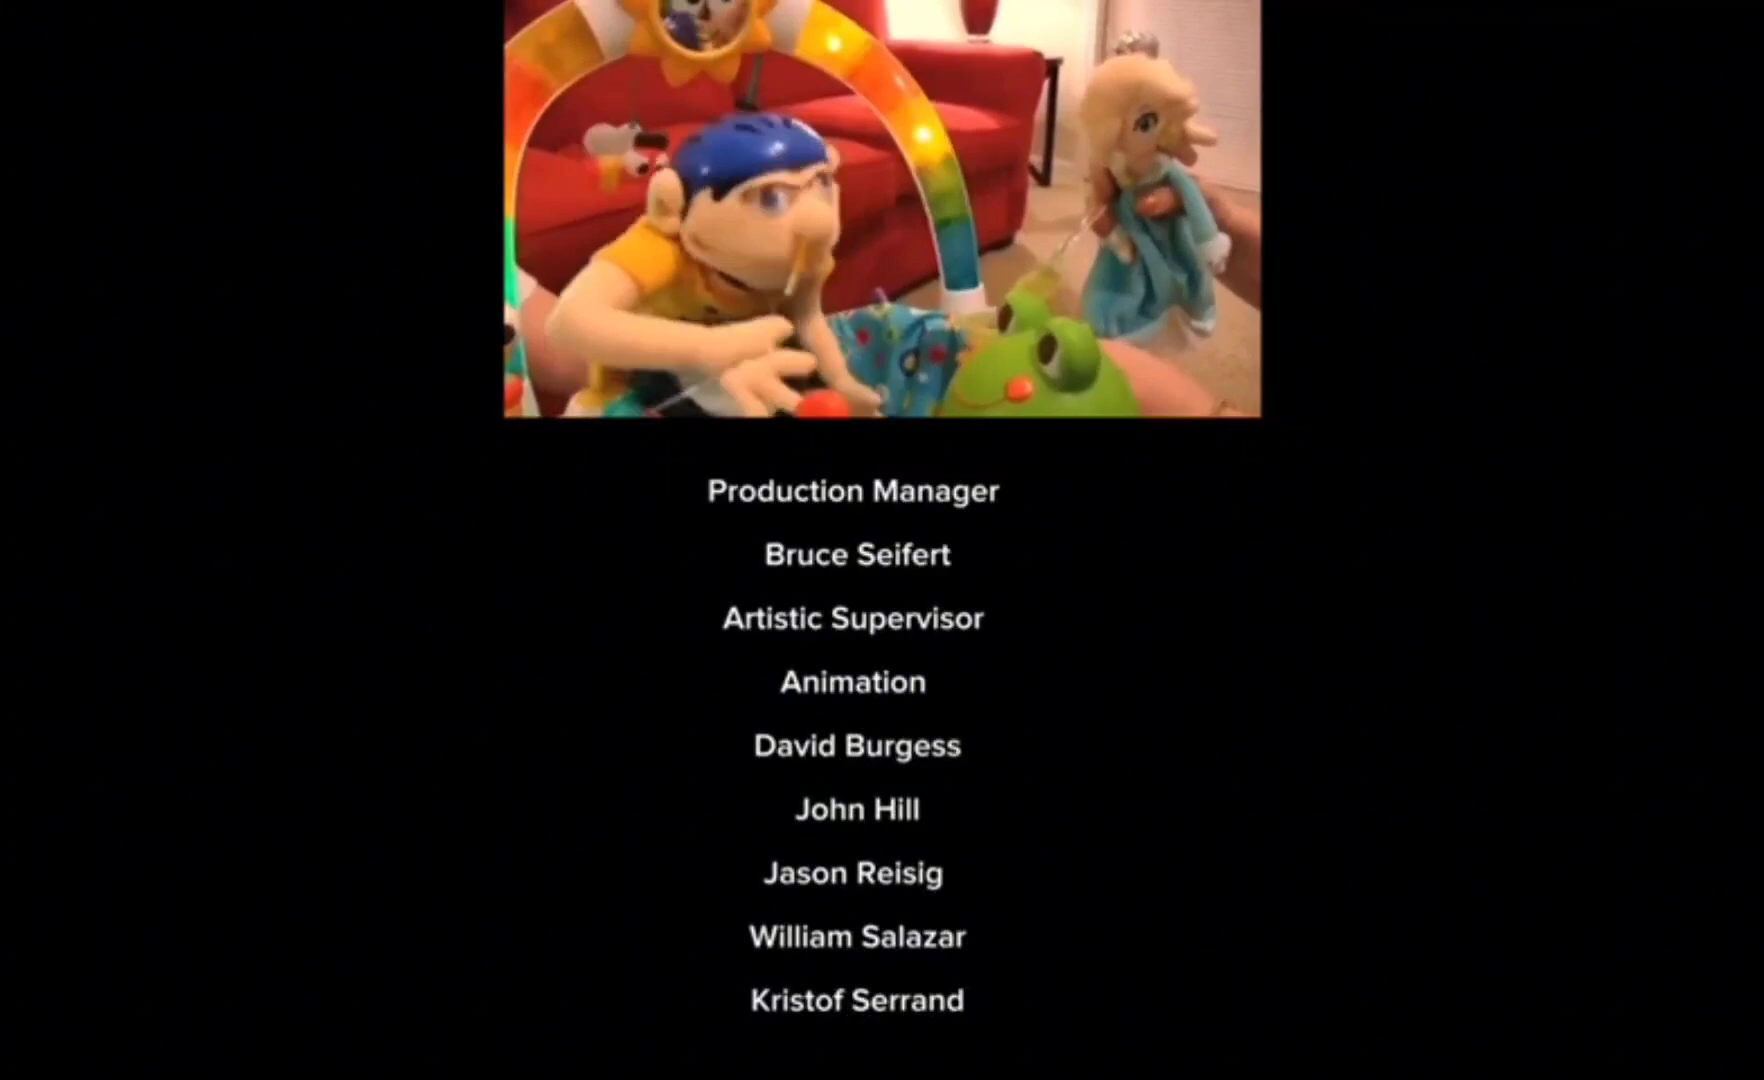 Production Manager
Bruce Seifert
Artistic Supervisor
Animation
David Burgess
John Hill
Jason Reisig
William Salazar
Kristof Serrand